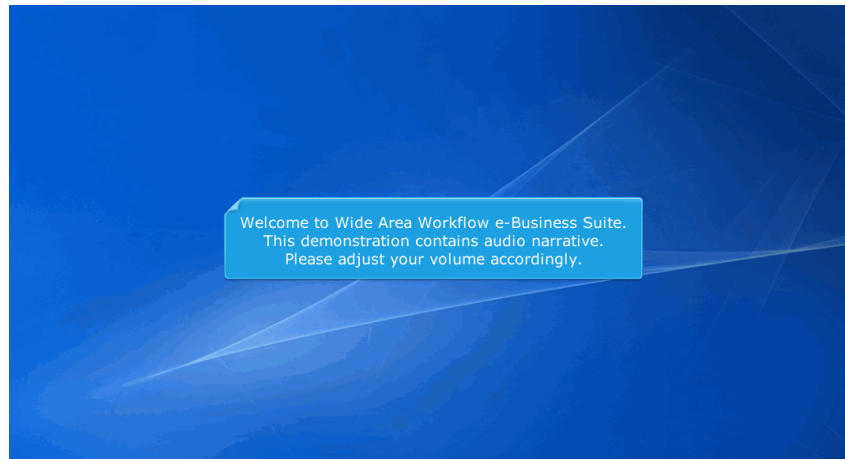 Welcome to Wide Area Workflow e-Business Suite.
This demonstration contains audio narrative.
Please adjust your volume accordingly.